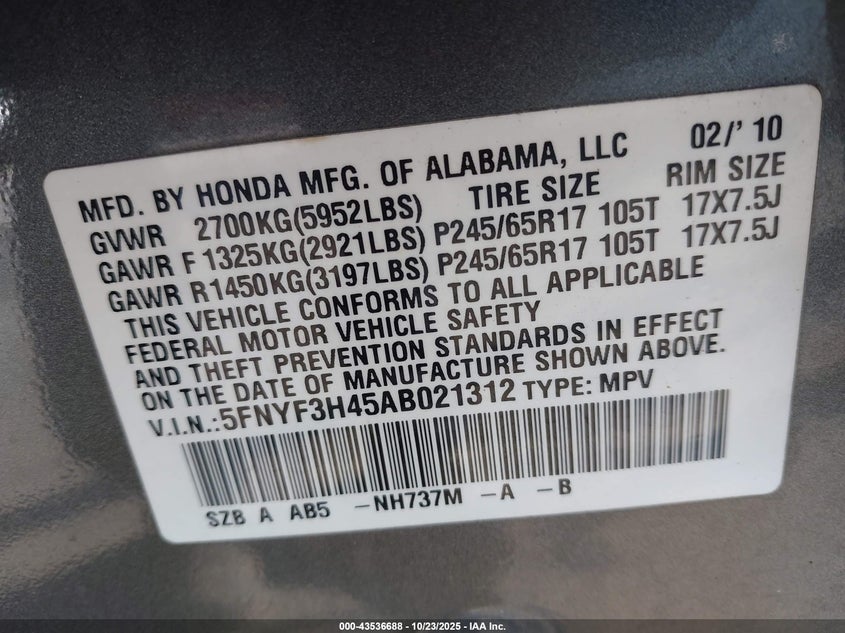 MFD. BY HONDA MFG. OF ALABAMA, LLC 02/'10
GVWR 2700KG(5952LBS) TIRE SIZE RIM SIZE
GAWR F 1325KG(2921LBS) P245/65R17 105T 17X7.5J
GAWR R1450KG(3197LBS) P245/65R17 105T 17X7.5J
THIS VEHICLE CONFORMS TO ALL APPLICABLE
FEDERAL MOTOR VEHICLE SAFETY
AND THEFT PREVENTION STANDARDS IN EFFECT
ON THE DATE OF MANUFACTURE SHOWN ABOVE.
V.I.N.:5FNYF3H45AB021312 TYPE: MPV
SZB A AB5 -NH737M -A -B
000-43536688 - 10/23/2025 - IAA Inc.